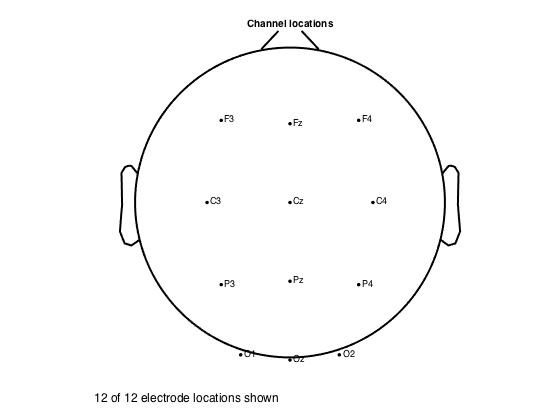 Channel locations
F3 Fz F4
C3 Cz C4
P3 Pz P4
O1 Oz O2
12 of 12 electrode locations shown